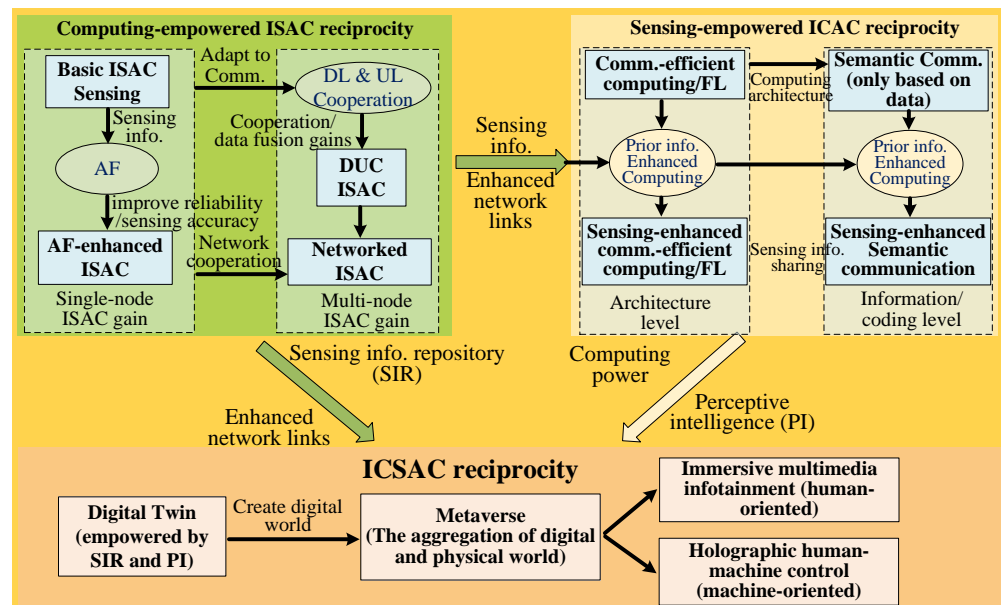 Computing-empowered ISAC reciprocity
Basic ISAC
Sensing
Adapt to
Comm.
DL & UL
Cooperation
Sensing
info.
Cooperation/
data fusion gains
AF
DUC
ISAC
improve reliability
/sensing accuracy
AF-enhanced
ISAC
Network
cooperation
Networked
ISAC
Single-node
ISAC gain
Multi-node
ISAC gain
Sensing
info.
Enhanced
network
links
Sensing-empowered ICAC reciprocity
Comm.-efficient
computing/FL
Computing
architecture
Semantic Comm.
(only based on
data)
Prior info.
Enhanced
Computing
Prior info.
Enhanced
Computing
Sensing-enhanced
comm.-efficient
computing/FL
Sensing info.
sharing
Sensing-enhanced
Semantic
communication
Architecture
level
Information/
coding level
Sensing info. repository
(SIR)
Enhanced
network links
Computing
power
Perceptive
intelligence (PI)
ICSAC reciprocity
Digital Twin
(empowered by
SIR and PI)
Create digital
world
Metaverse
(The aggregation of digital
and physical world)
Immersive multimedia
infotainment (human-
oriented)
Holographic human-
machine control
(machine-oriented)